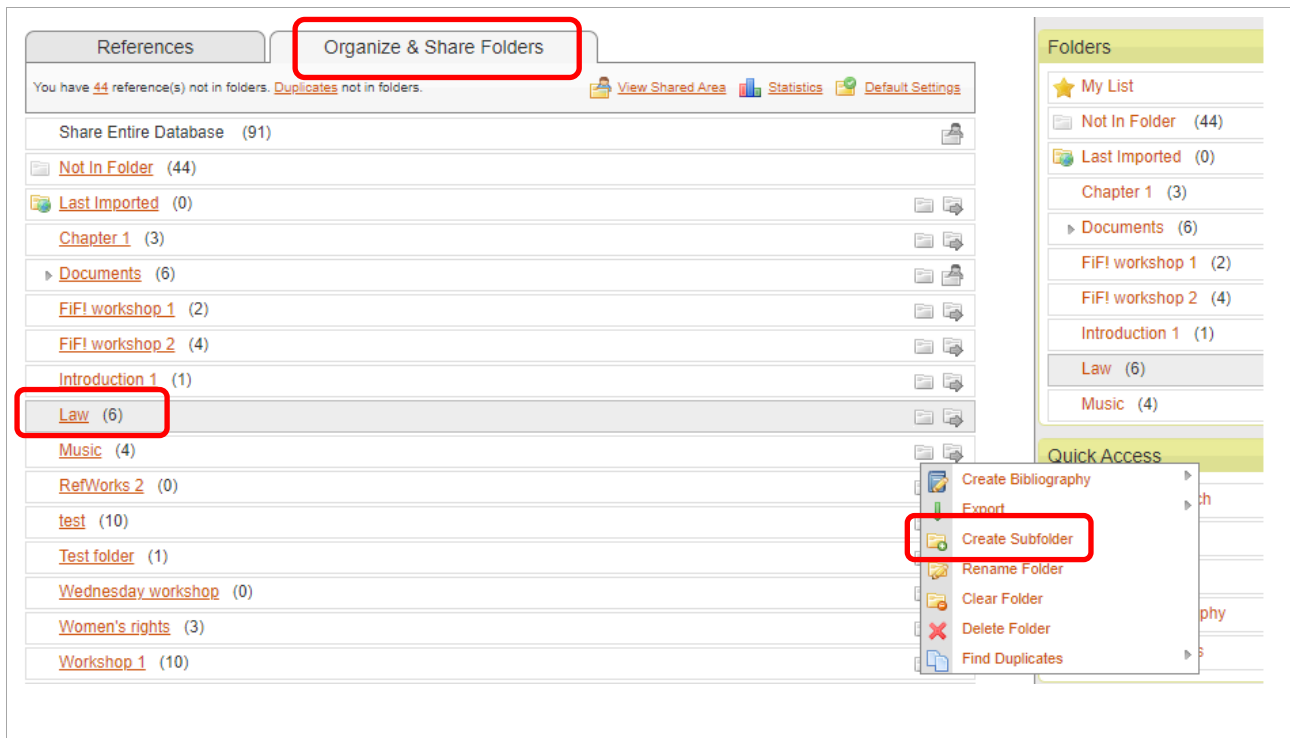 References
Organize & Share Folders
You have 44 reference(s) not in folders. Duplicates not in folders.
View Shared Area
Statistics
Default Settings
Share Entire Database (91)
Not In Folder (44)
Last Imported (0)
Chapter 1 (3)
Documents (6)
FiF! workshop 1 (2)
FiF! workshop 2 (4)
Introduction 1 (1)
Law (6)
Music (4)
RefWorks 2 (0)
test (10)
Test folder (1)
Wednesday workshop (0)
Women's rights (3)
Workshop 1 (10)
Create Bibliography
Export
Create Subfolder
Rename Folder
Clear Folder
Delete Folder
Find Duplicates
Folders
My List
Not In Folder (44)
Last Imported (0)
Chapter 1 (3)
Documents (6)
FiF! workshop 1 (2)
FiF! workshop 2 (4)
Introduction 1 (1)
Law (6)
Music (4)
Quick Access